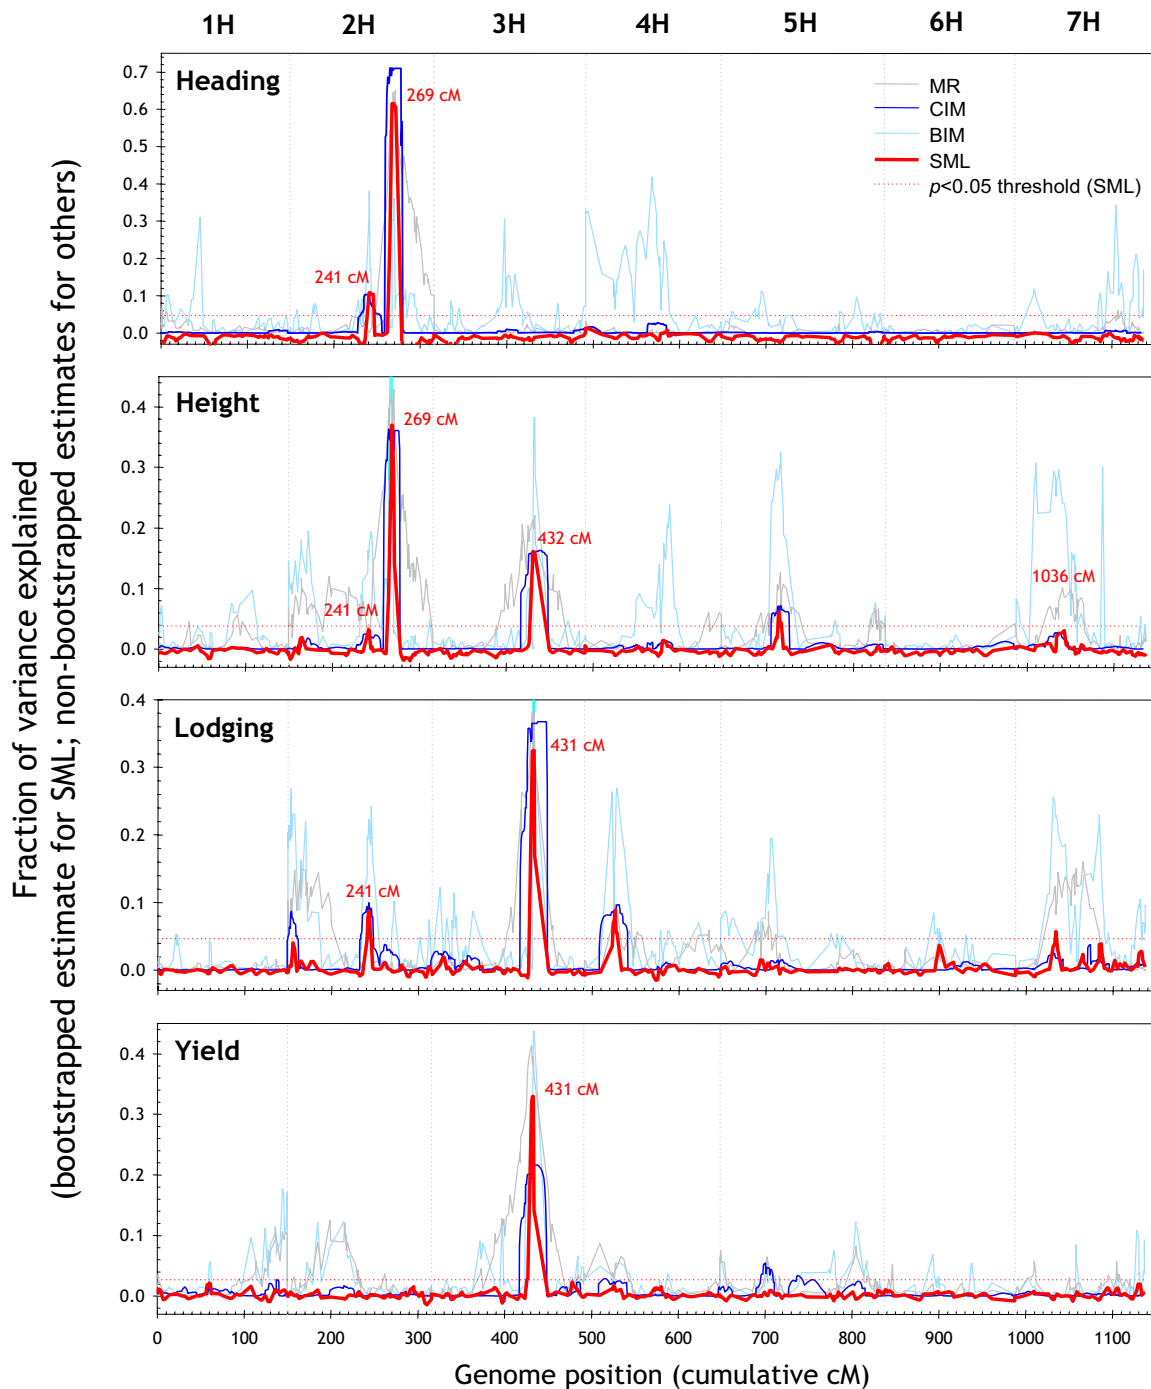 1H 2H 3H 4H 5H 6H 7H
Fraction of variance explained
(bootstrapped estimate for SML; non-bootstrapped estimates for others)
Heading
0.7
0.6
0.5
0.4
0.3
0.2
0.1
0.0
269 cM
241 cM
MR
CIM
BIM
SML
p<0.05 threshold (SML)
Height
0.4
0.3
0.2
0.1
0.0
269 cM
432 cM
241 cM
1036 cM
Lodging
0.4
0.3
0.2
0.1
0.0
431 cM
241 cM
Yield
0.4
0.3
0.2
0.1
0.0
431 cM
0 100 200 300 400 500 600 700 800 900 1000 1100
Genome position (cumulative cM)